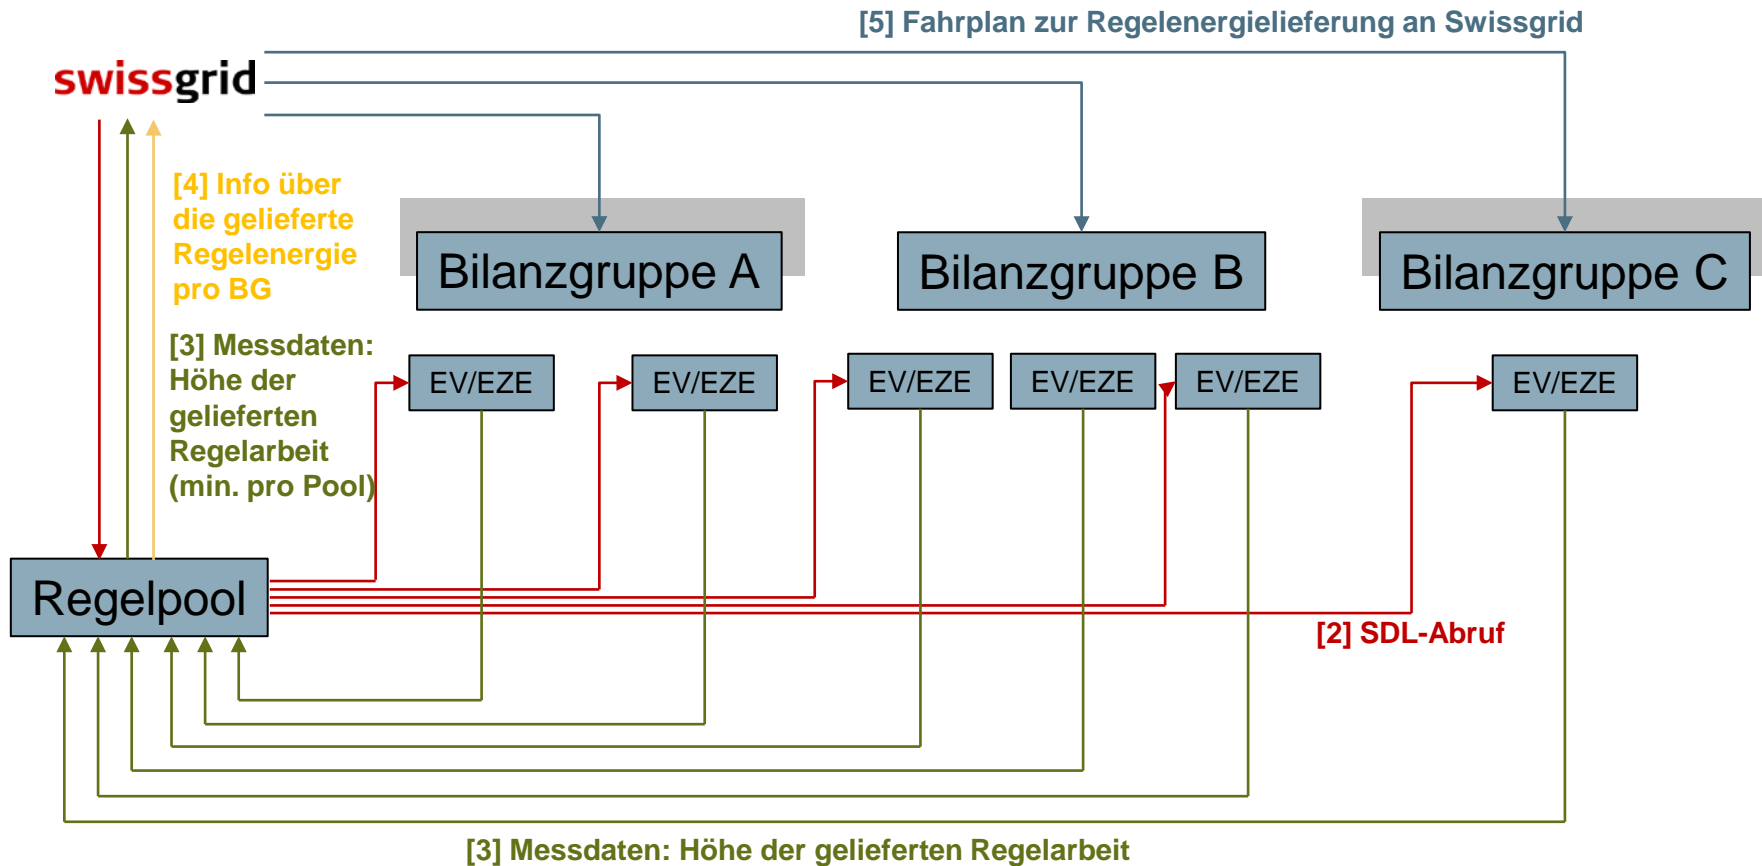 [5] Fahrplan zur Regelenergielieferung an Swissgrid
swissgrid
[4] Info über
die gelieferte
Regelenergie
pro BG
Bilanzgruppe A
Bilanzgruppe B
Bilanzgruppe C
[3] Messdaten:
Höhe der
gelieferten
Regelarbeit
(min. pro Pool)
EV/EZE
EV/EZE
EV/EZE
EV/EZE
EV/EZE
EV/EZE
Regelpool
[2] SDL-Abruf
[3] Messdaten: Höhe der gelieferten Regelarbeit